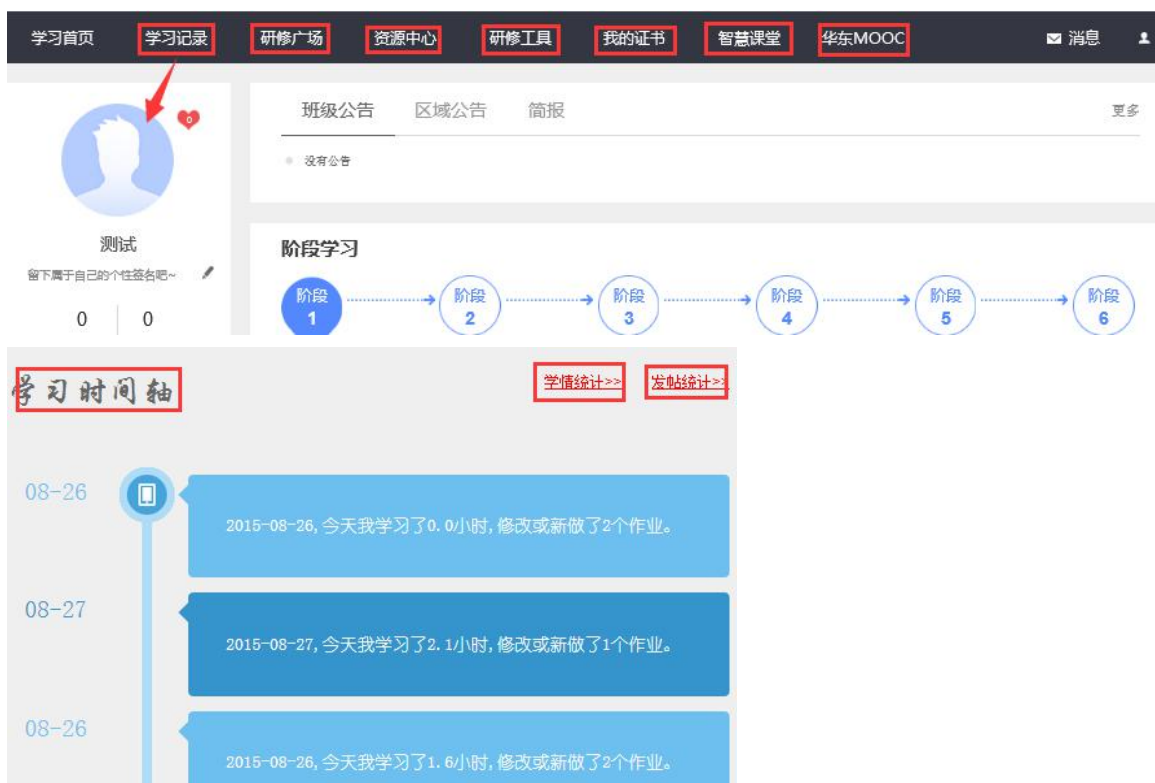 学习首页 学习记录 研修广场 资源中心 研修工具 我的证书 智慧课堂 华东MOOC 消息
0
班级公告 区域公告 简报 更多
没有公告
测试
留下属于自己的个性签名吧~
0 0
阶段学习
阶段 1 阶段 2 阶段 3 阶段 4 阶段 5 阶段 6
学习时间轴 学情统计>> 发帖统计>>
08-26
2015-08-26,今天我学习了0.0小时,修改或新做了2个作业。
08-27
2015-08-27,今天我学习了2.1小时,修改或新做了1个作业。
08-26
2015-08-26,今天我学习了1.6小时,修改或新做了2个作业。